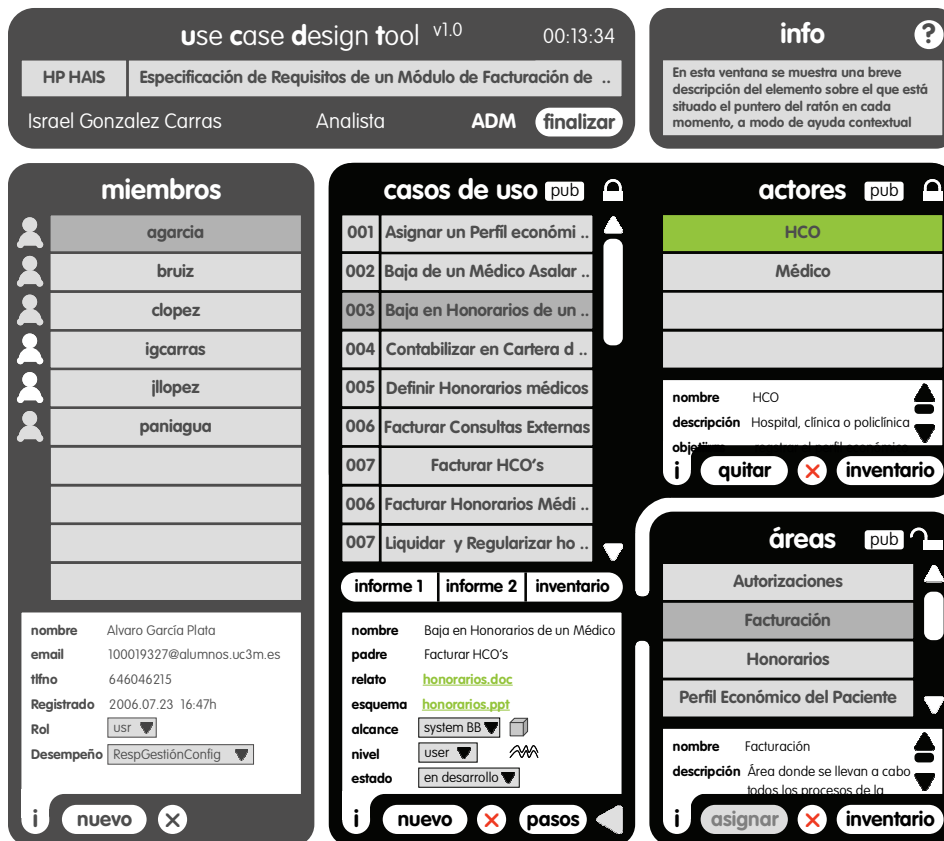 use case design tool v1.0 00:13:34
HP HAIS Especificación de Requisitos de un Módulo de Facturación de ..
Israel Gonzalez Carras Analista ADM finalizar
info ?
En esta ventana se muestra una breve
descripción del elemento sobre el que está
situado el puntero del ratón en cada
momento, a modo de ayuda contextual
miembros
agarcia
bruiz
clopez
igcarras
jllopez
paniagua
nombre Alvaro García Plata
email 100019327@alumnos.uc3m.es
tlfno 646046215
Registrado 2006.07.23 16:47h
Rol usr
Desempeño RespGestiónConfig
i nuevo
casos de uso pub
001 Asignar un Perfil económi ..
002 Baja de un Médico Asalar ..
003 Baja en Honorarios de un ..
004 Contabilizar en Cartera d ..
005 Definir Honorarios médicos
006 Facturar Consultas Externas
007 Facturar HCO's
006 Facturar Honorarios Médi ..
007 Liquidar y Regularizar ho ..
informe 1 informe 2 inventario
nombre Baja en Honorarios de un Médico
padre Facturar HCO's
relato honorarios.doc
esquema honorarios.ppt
alcance system BB
nivel user
estado en desarrollo
i nuevo pasos
actores pub
HCO
Médico
nombre HCO
descripción Hospital, clínica o policlínica
i quitar inventario
áreas pub
Autorizaciones
Facturación
Honorarios
Perfil Económico del Paciente
nombre Facturación
descripción Área donde se llevan a cabo
todos los procesos de la
i asignar inventario